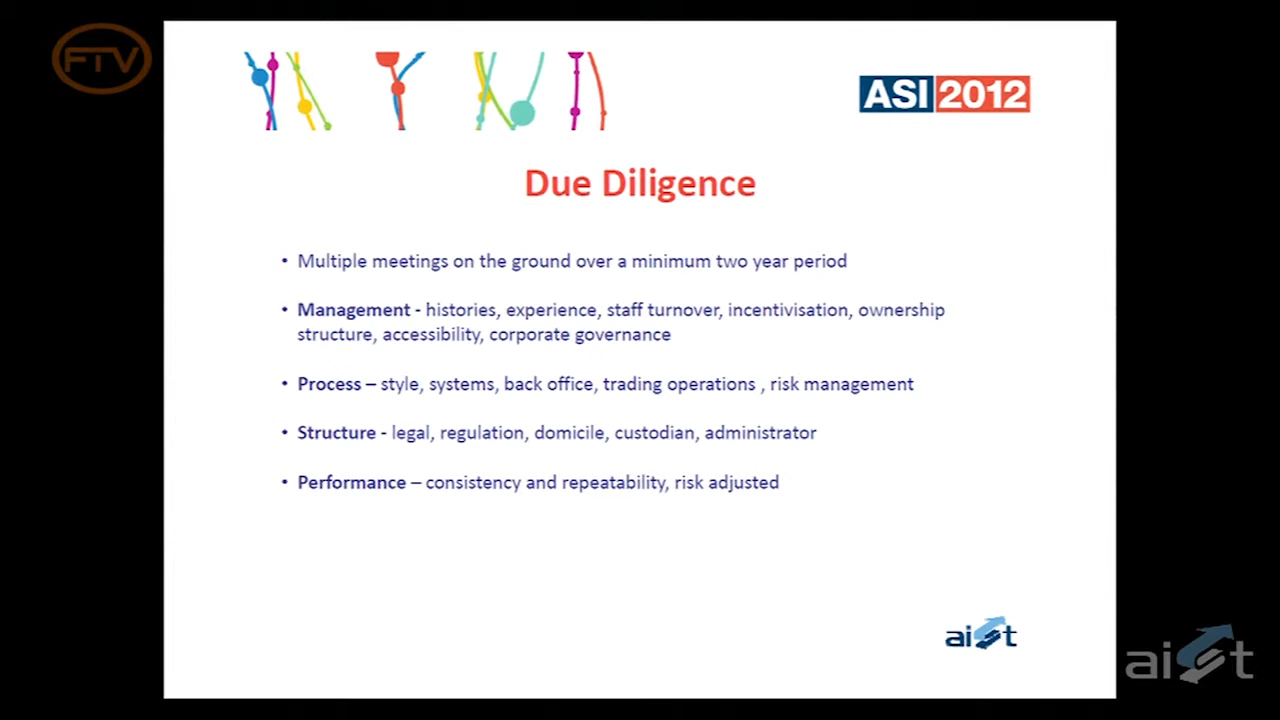 FTV
ASI 2012
Due Diligence
• Multiple meetings on the ground over a minimum two year period
• Management - histories, experience, staff turnover, incentivisation, ownership
structure, accessibility, corporate governance
• Process – style, systems, back office, trading operations , risk management
• Structure - legal, regulation, domicile, custodian, administrator
• Performance – consistency and repeatability, risk adjusted
aist
aist